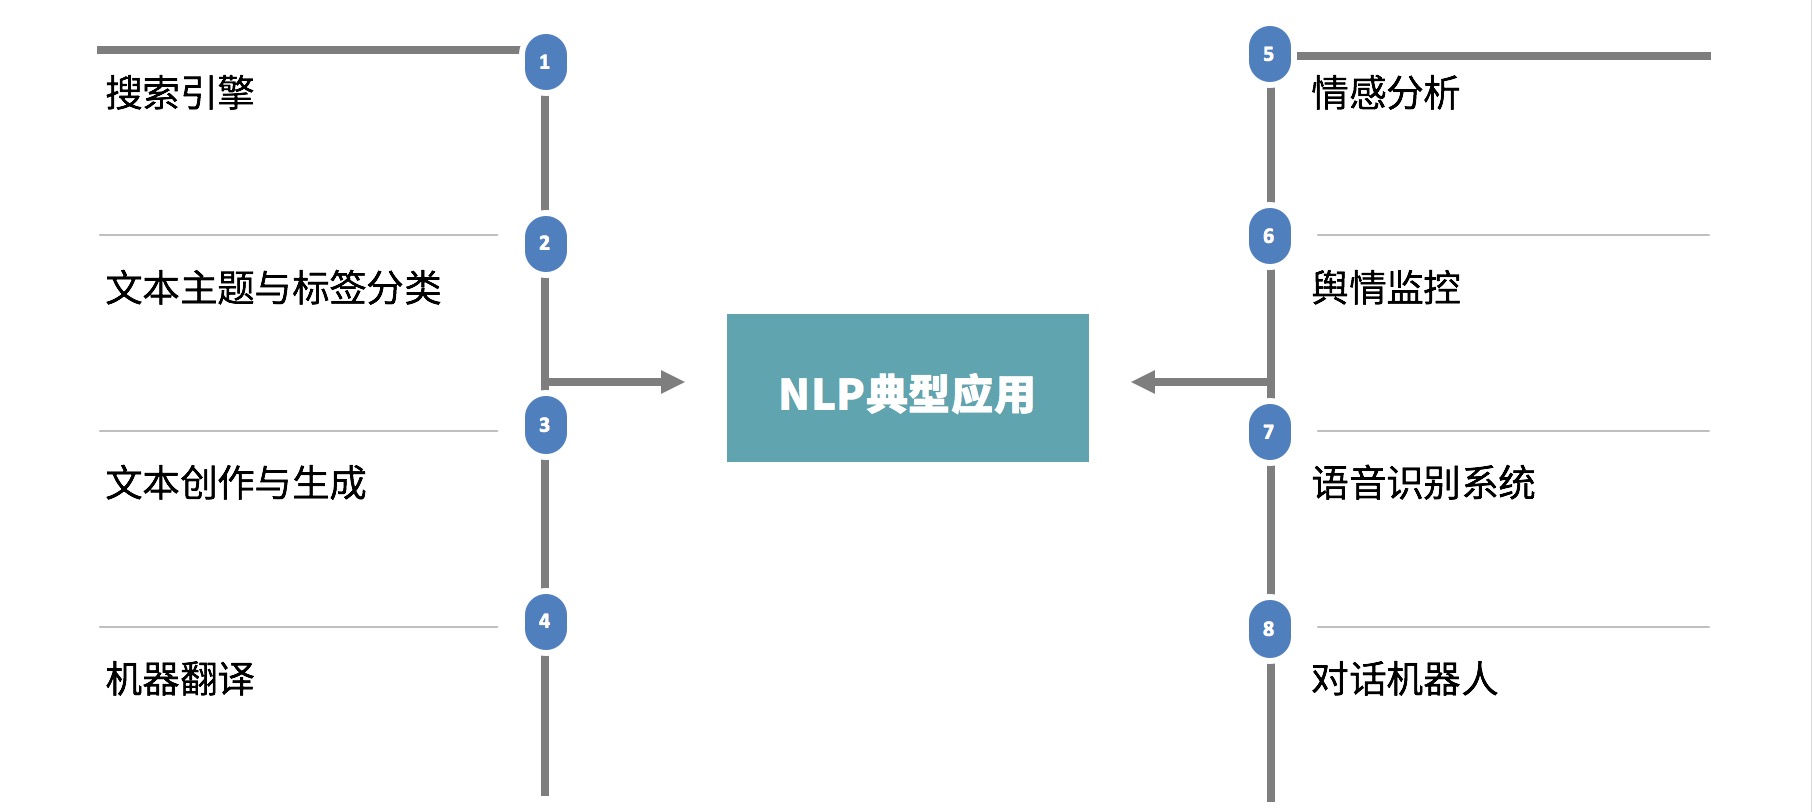 1
搜索引擎
2
文本主题与标签分类
3
文本创作与生成
4
机器翻译
NLP典型应用
5
情感分析
6
舆情监控
7
语音识别系统
8
对话机器人